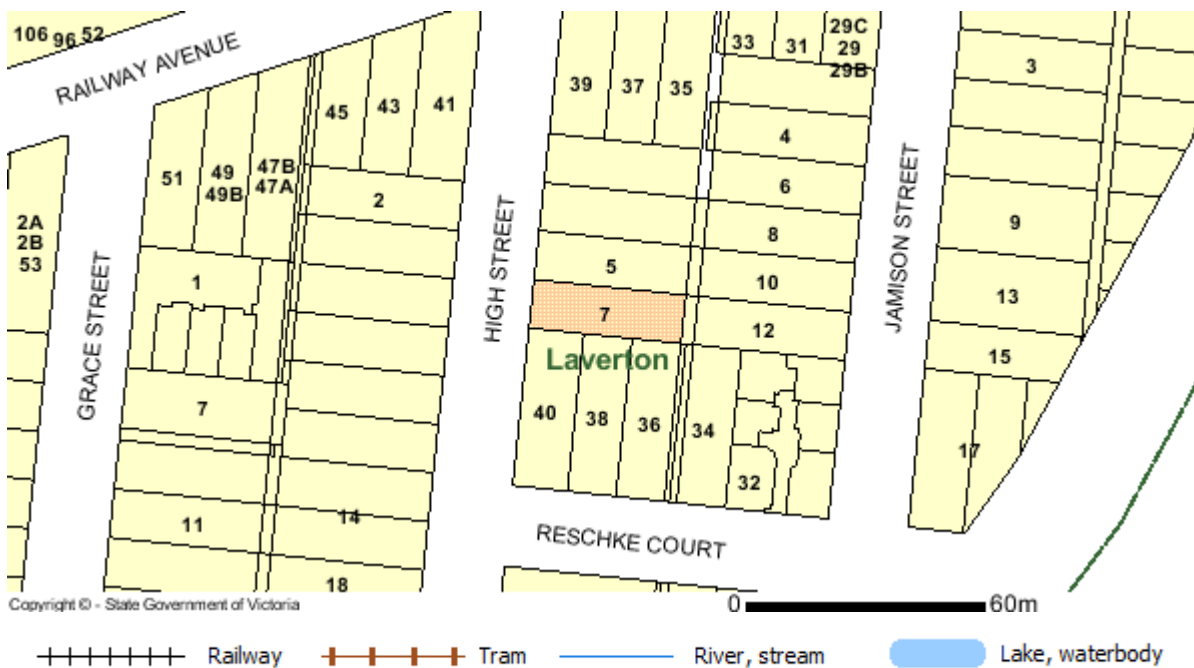 106 96 52
RAILWAY AVENUE
33
31
29C
29
29B
3
45
43
41
39
37
35
4
51
49
49B
47B
47A
2
6
2A
2B
53
8
9
1
5
10
GRACE STREET
HIGH STREET
JAMISON STREET
7
12
13
Laverton
15
7
40
38
36
34
17
32
11
14
RESCHKE COURT
18
Copyright © - State Government of Victoria
0
60m
Railway
Tram
River, stream
Lake, waterbody